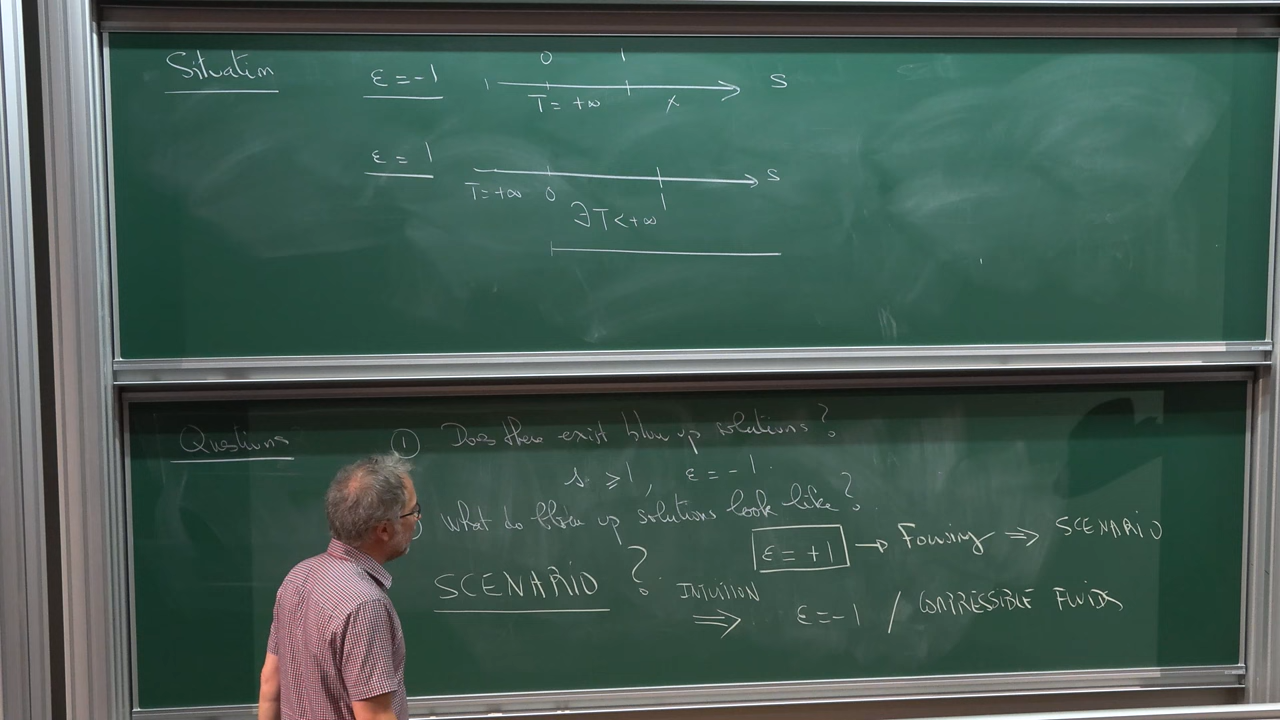 Situation
ε = -1
0 1
s
T = +∞ x
ε = 1
s
T = +∞ 0 1
∃ T < +∞
Questions
① Does there exist blow up solutions?
s ≥ 1, ε = -1.
What do blow up solutions look like?
ε = +1 → Focusing ⇒ SCENARIO
SCENARIO ?
INTUITION
⇒ ε = -1 / COMPRESSIBLE FLUIDS